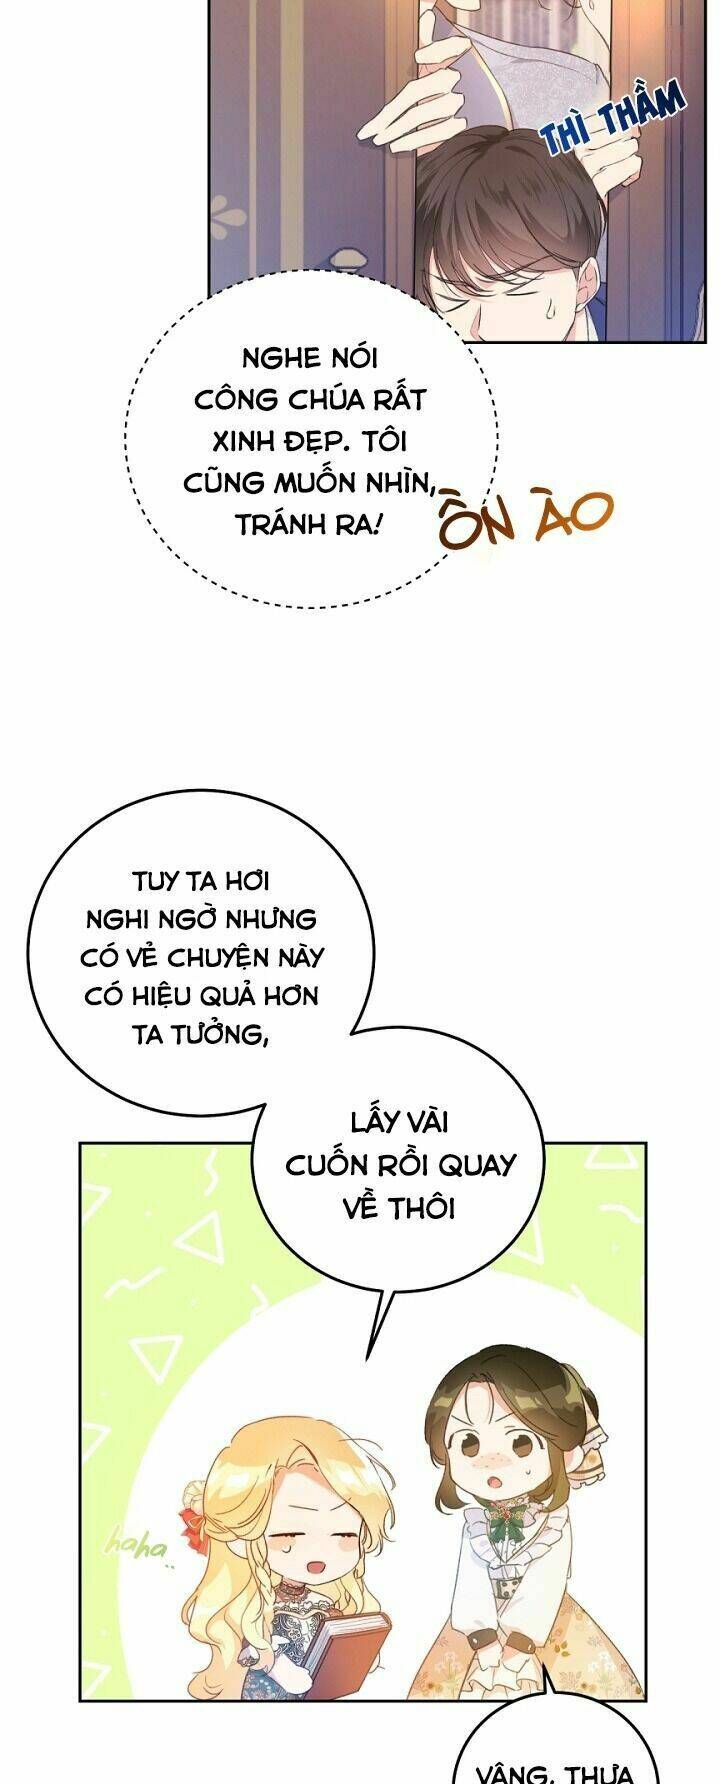 THÌ THẦM
NGHE NÓI
CÔNG CHÚA RẤT
XINH ĐẸP. TÔI
CŨNG MUỐN NHÌN,
TRÁNH RA!
ỒN ÀO
TUY TA HƠI
NGHI NGỜ NHƯNG
CÓ VẺ CHUYỆN NÀY
CÓ HIỆU QUẢ HƠN
TA TƯỞNG,
LẤY VÀI
CUỐN RỒI QUAY
VỀ THÔI
haha..
VÂNG, THƯA